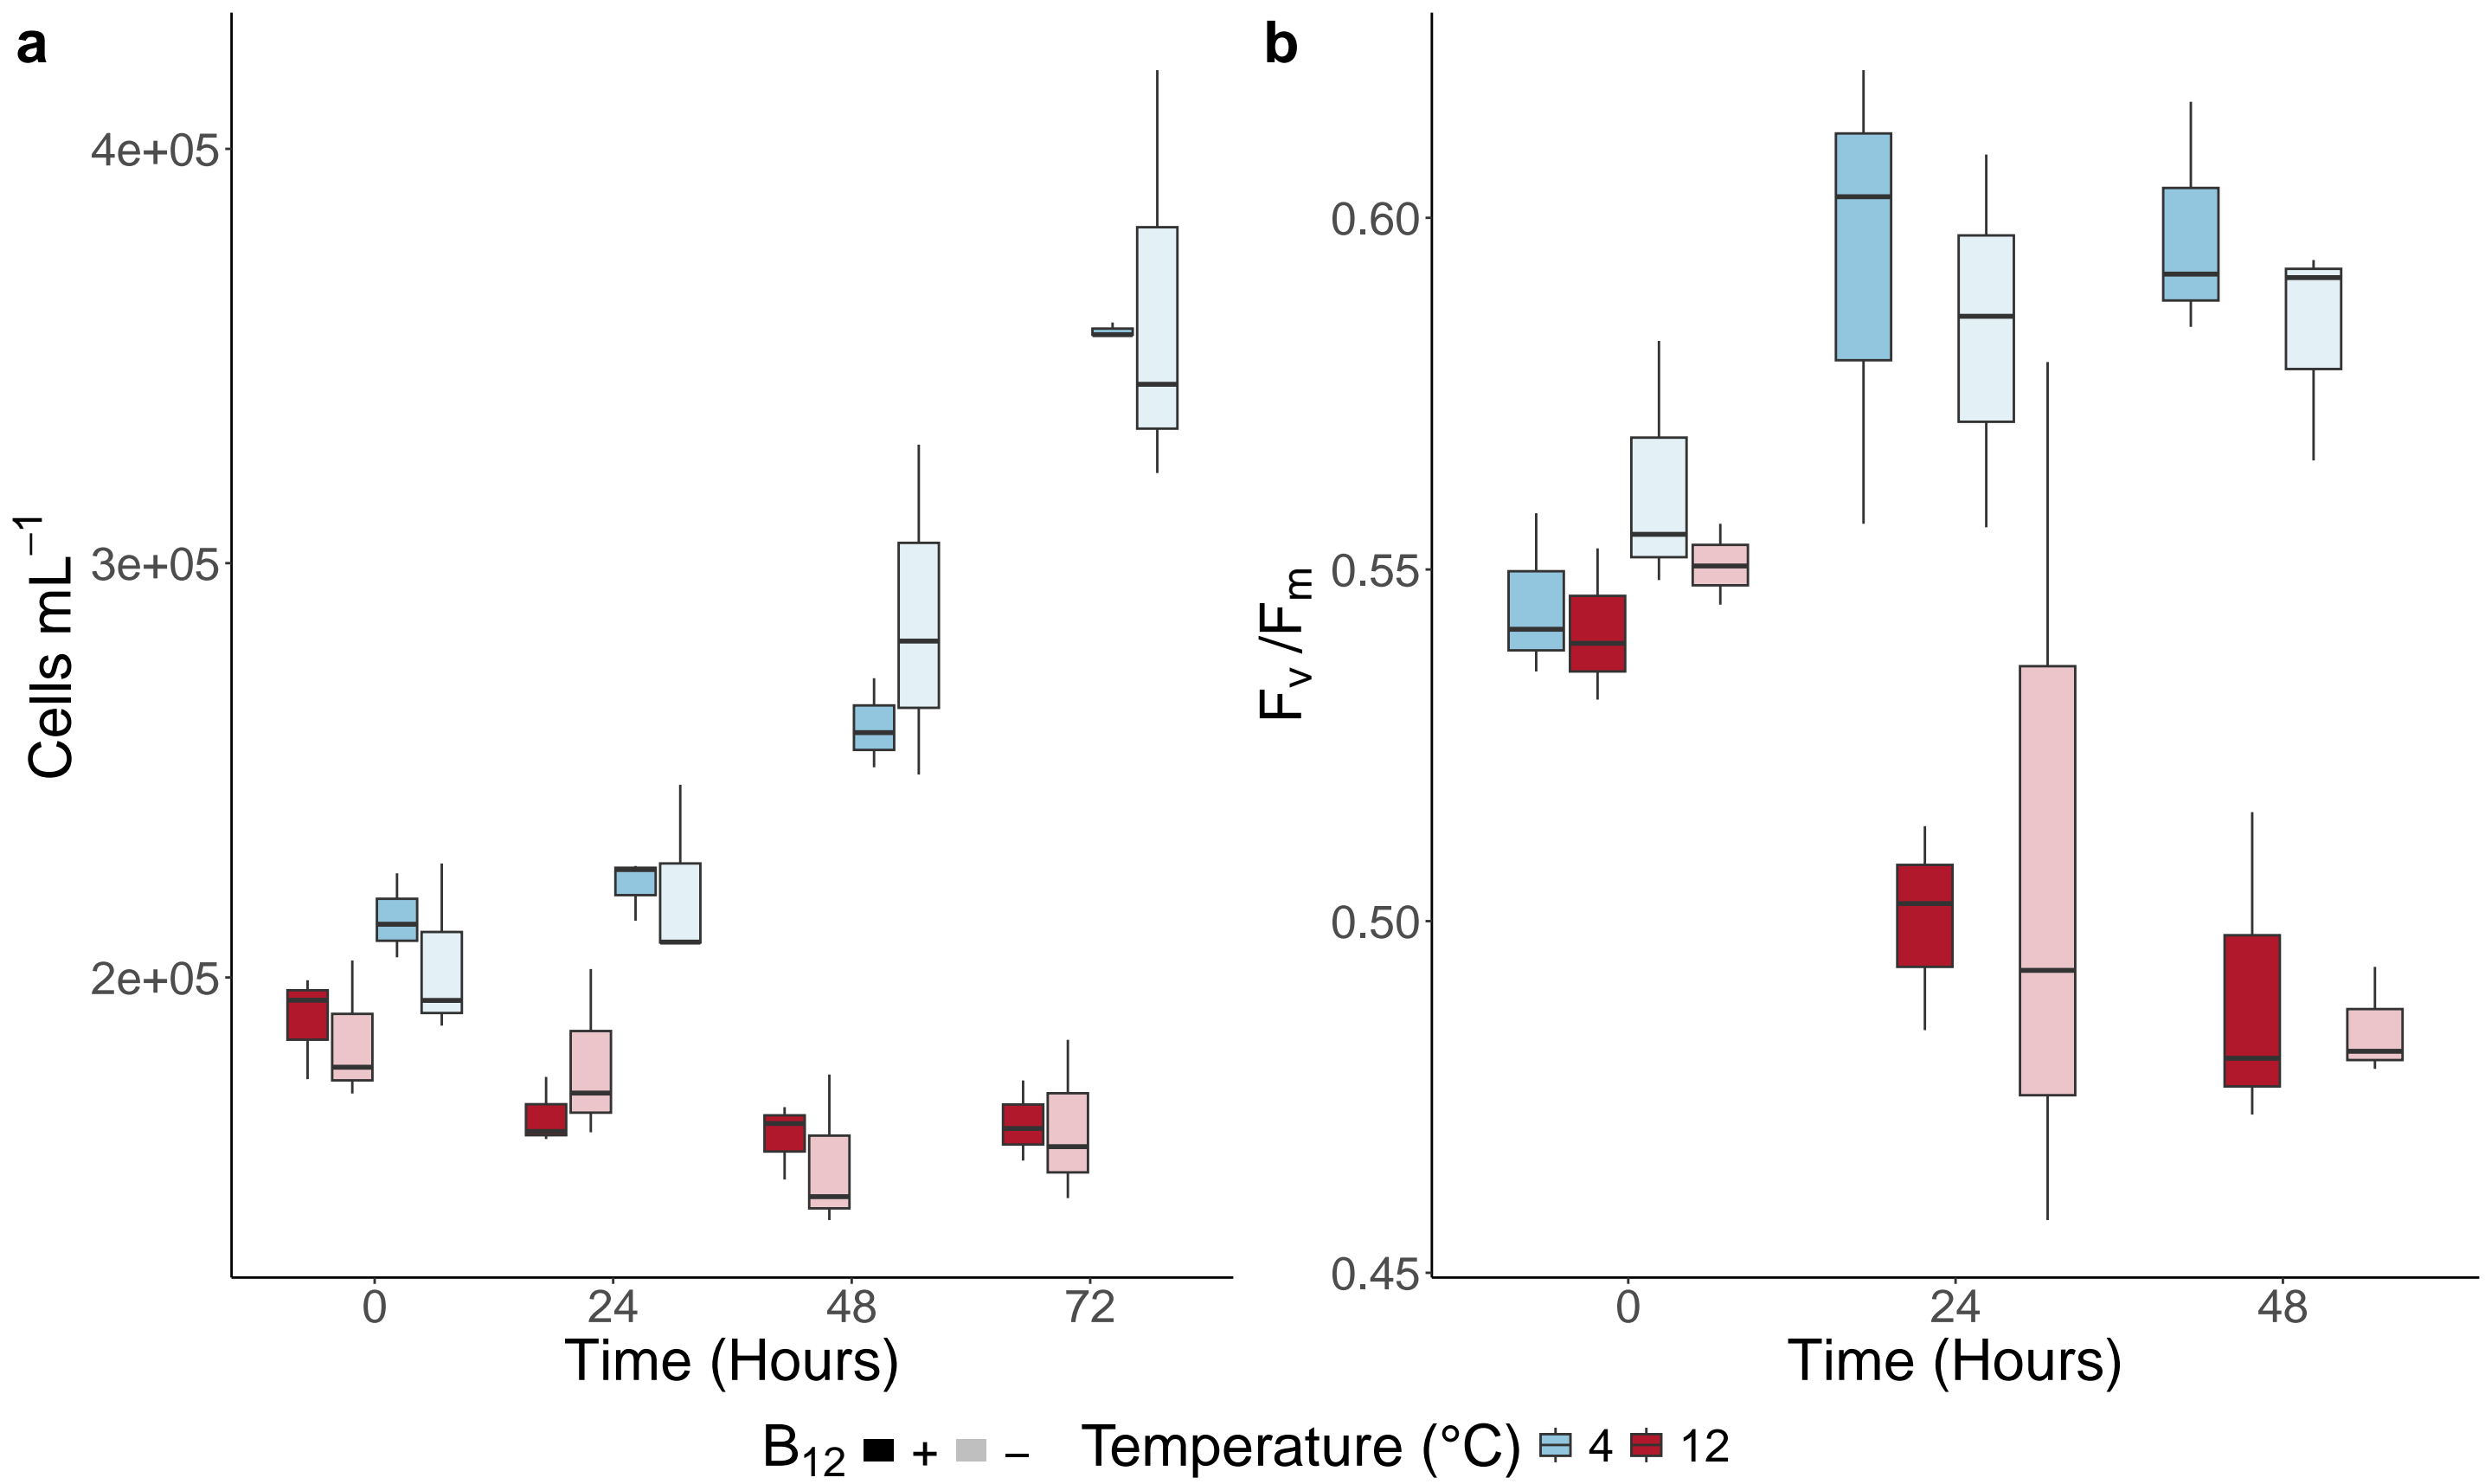 a
4e+05
3e+05
2e+05
Cells mL⁻¹
0 24 48 72
Time (Hours)
b
0.60
0.55
0.50
0.45
Fᵥ /Fₘ
0 24 48
Time (Hours)
B₁₂ + − Temperature (°C) 4 12